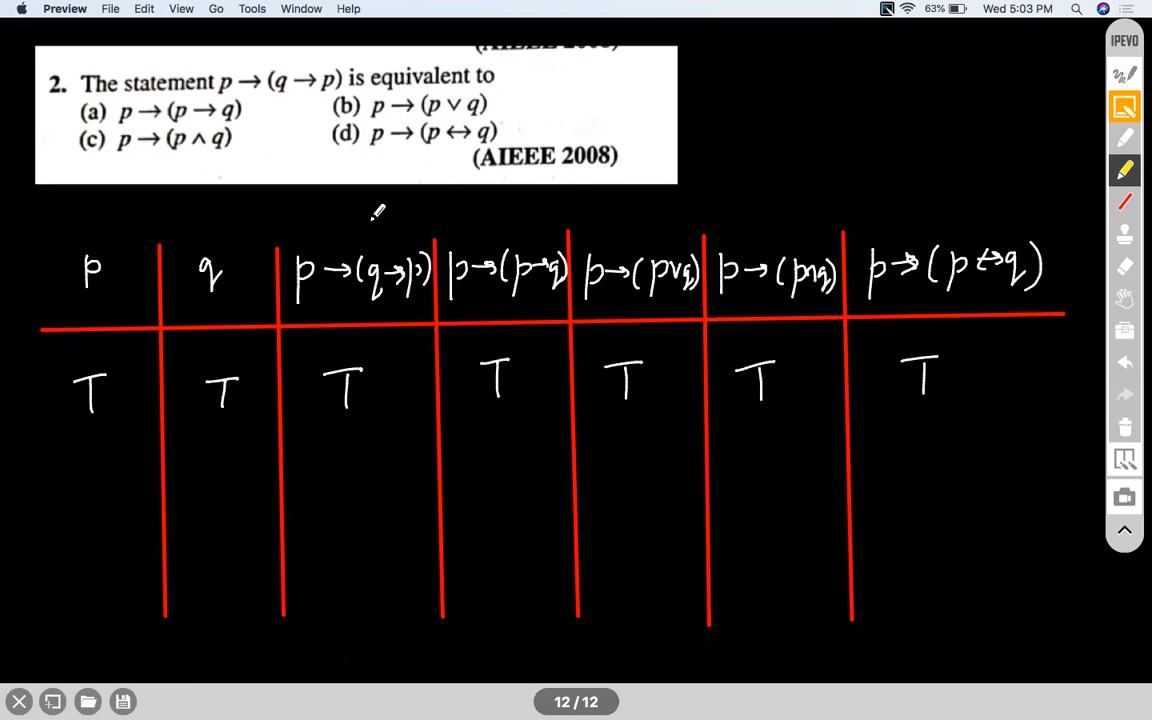 Preview File Edit View Go Tools Window Help 63% Wed 5:03 PM
IPEVO
2. The statement p → (q → p) is equivalent to
(a) p → (p → q) (b) p → (p ∨ q)
(c) p → (p ∧ q) (d) p → (p ↔ q)
(AIEEE 2008)
p q p → (q → p) p → (p → q) p → (p ∨ q) p → (p ∧ q) p → (p ↔ q)
T T T T T T T
12 / 12